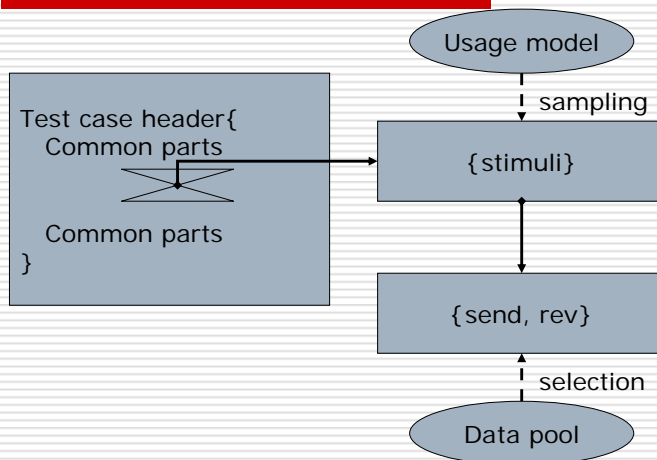 Usage model
sampling
Test case header{
Common parts
Common parts
}
{stimuli}
{send, rev}
selection
Data pool